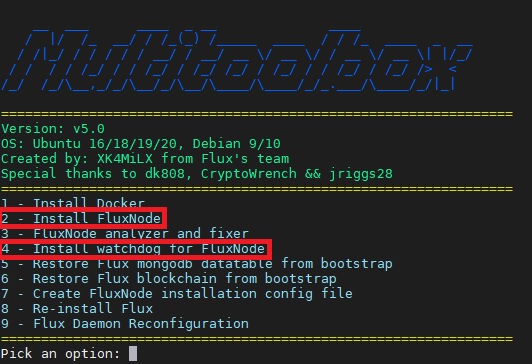 Multitoolbox
==================================================================
Version: v5.0
OS: Ubuntu 16/18/19/20, Debian 9/10
Created by: XK4MiLX from Flux's team
Special thanks to dk808, CryptoWrench && jriggs28
==================================================================
1 - Install Docker
2 - Install FluxNode
3 - FluxNode analyzer and fixer
4 - Install watchdog for FluxNode
5 - Restore Flux mongodb datatable from bootstrap
6 - Restore Flux blockchain from bootstrap
7 - Create FluxNode installation config file
8 - Re-install Flux
9 - Flux Daemon Reconfiguration
==================================================================
Pick an option: